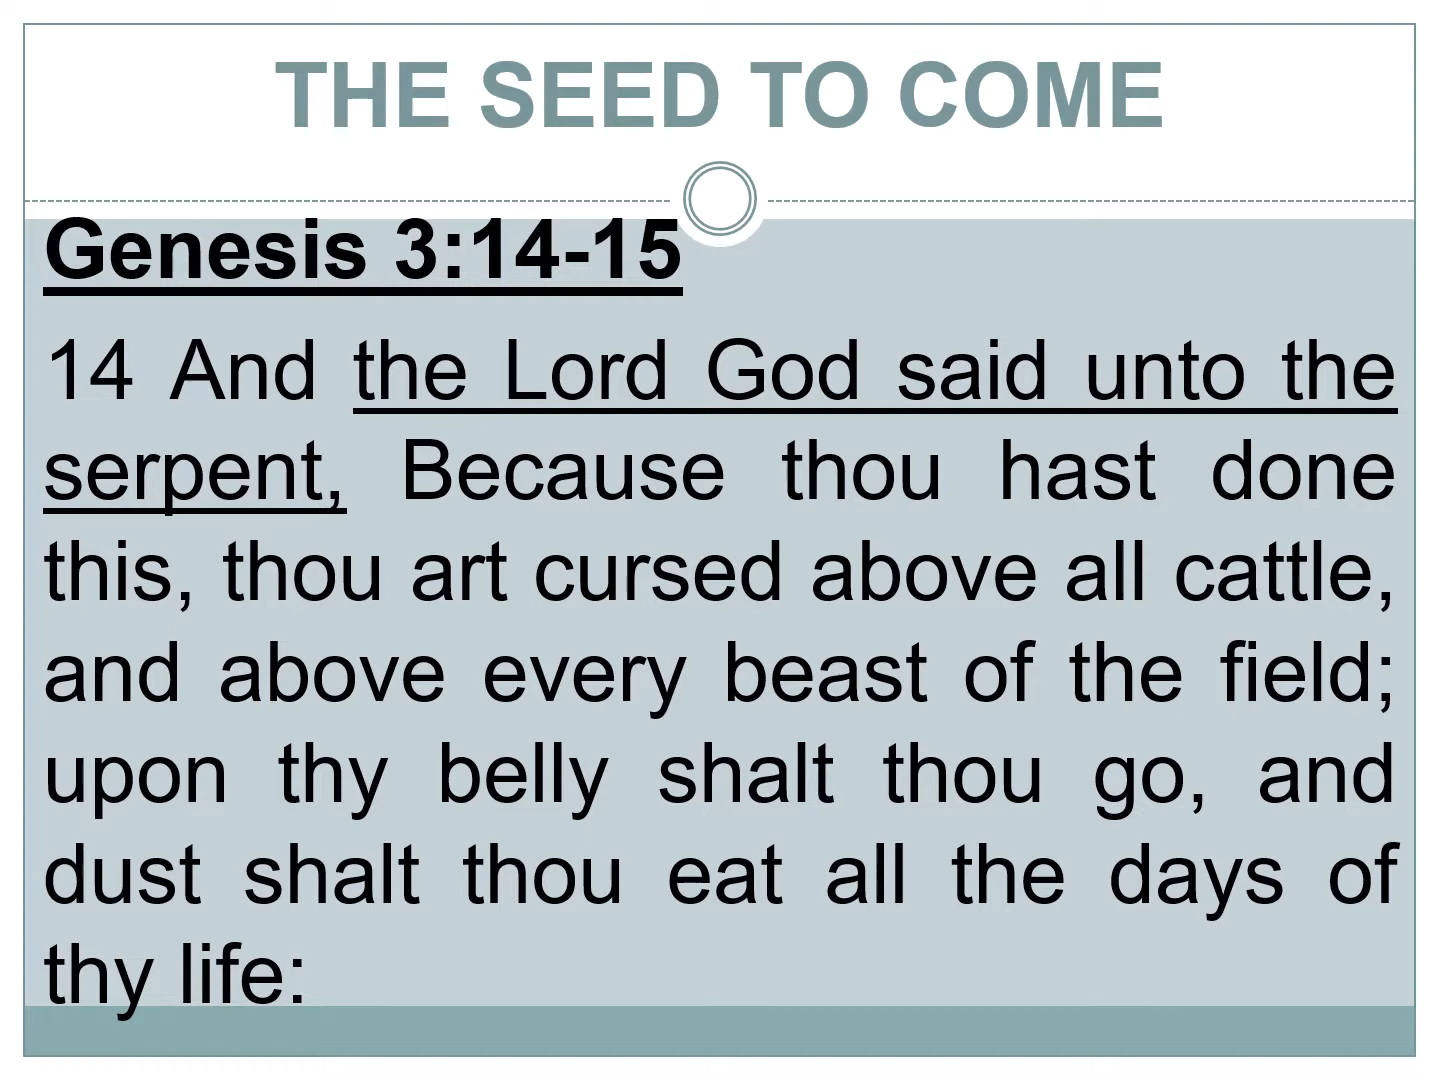 THE SEED TO COME
Genesis 3:14-15
14 And the Lord God said unto the
serpent, Because thou hast done
this, thou art cursed above all cattle,
and above every beast of the field;
upon thy belly shalt thou go, and
dust shalt thou eat all the days of
thy life: